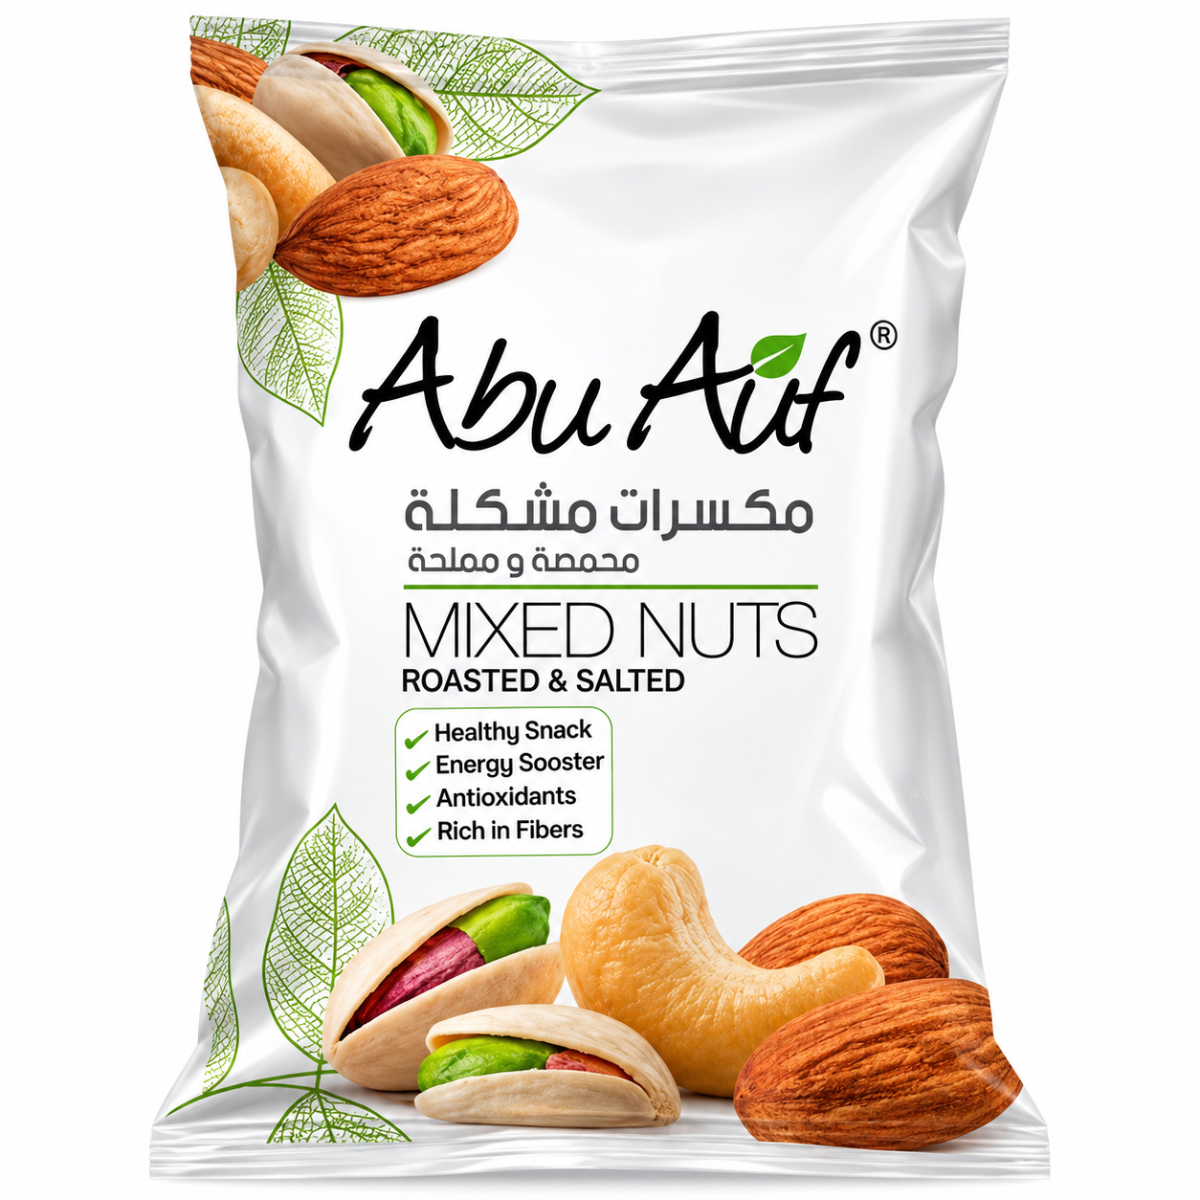 Abu Auf ®
مكسرات مشكلة
محمصة و مملحة
MIXED NUTS
ROASTED & SALTED
Healthy Snack
Energy Sooster
Antioxidants
Rich in Fibers